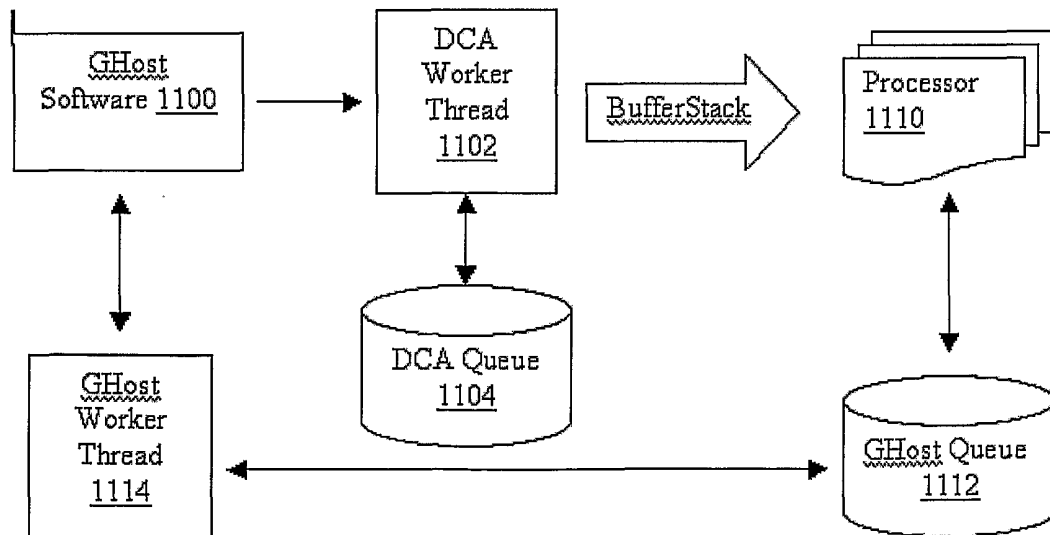 GHost
Software 1100
DCA
Worker
Thread
1102
BufferStack
Processor
1110
DCA Queue
1104
GHost
Worker
Thread
1114
GHost Queue
1112